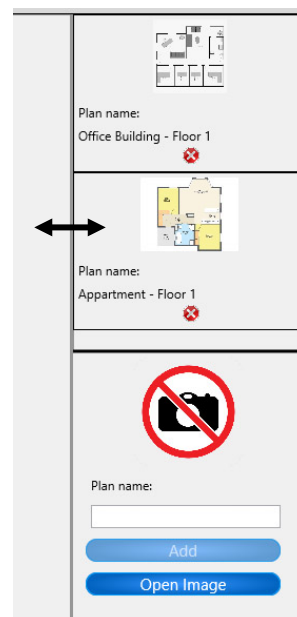 Plan name:
Office Building - Floor 1
Plan name:
Appartment - Floor 1
Plan name:
Add
Open Image